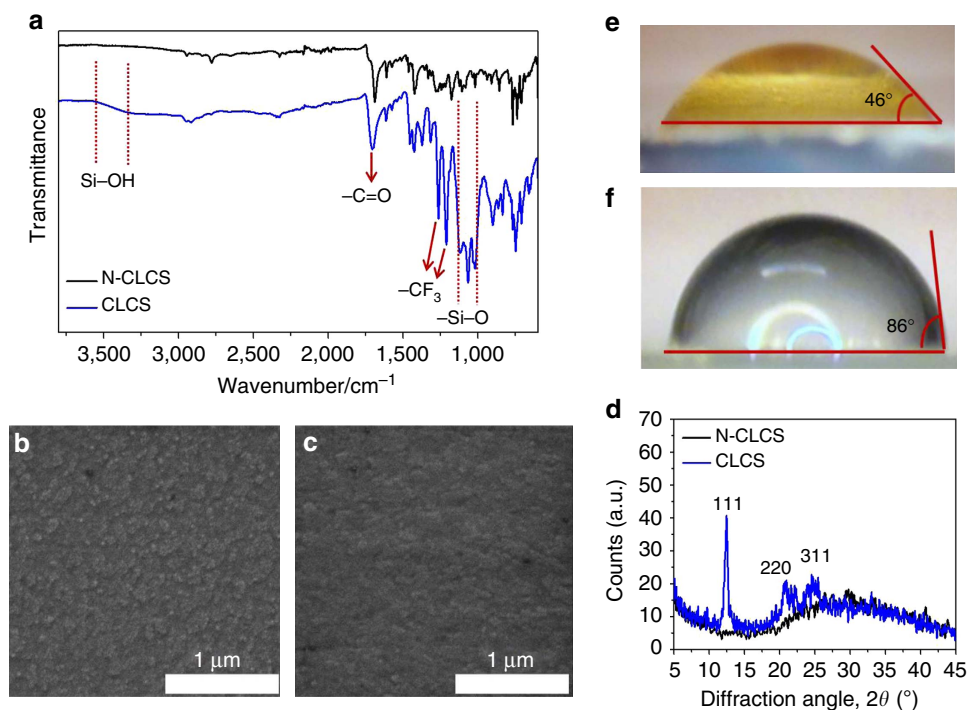 a
Transmittance
Si–OH
–C=O
–CF₃
–Si–O
N-CLCS
CLCS
3,500 3,000 2,500 2,000 1,500 1,000
Wavenumber/cm⁻¹
e
46°
f
86°
b
1 µm
c
1 µm
d
Counts (a.u.)
70
60
50
40
30
20
10
0
N-CLCS
CLCS
111
220
311
5 10 15 20 25 30 35 40 45
Diffraction angle, 2θ (°)